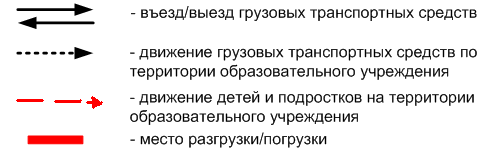 - въезд/выезд грузовых транспортных средств
- движение грузовых транспортных средств по
территории образовательного учреждения
- движение детей и подростков на территории
образовательного учреждения
- место разгрузки/погрузки